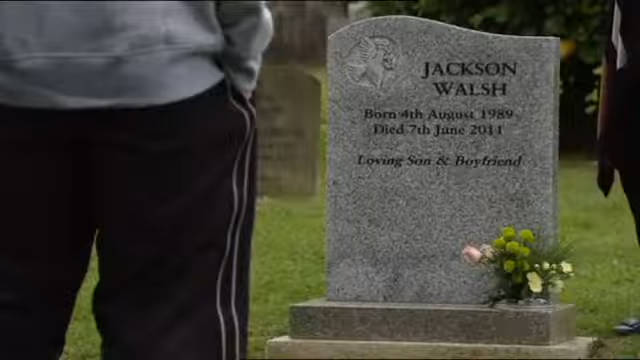 JACKSON
WALSH
Born 4th August 1989
Died 7th June 2011
Loving Son & Boyfriend